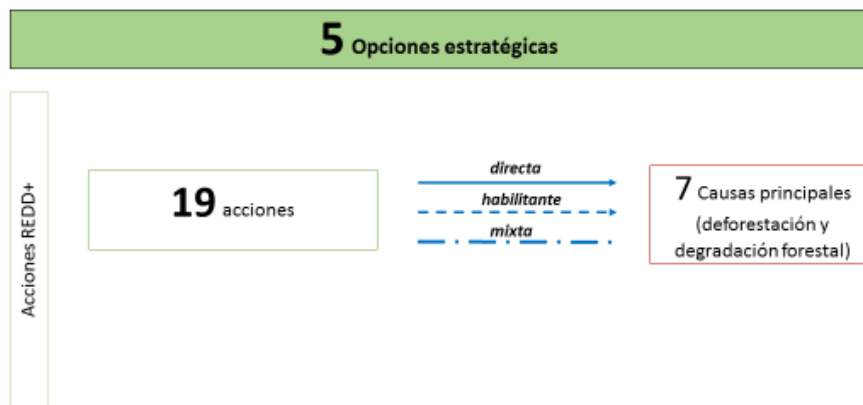 5 Opciones estratégicas
Acciones REDD+
19 acciones
directa
habilitante
mixta
7 Causas principales
(deforestación y
degradación forestal)